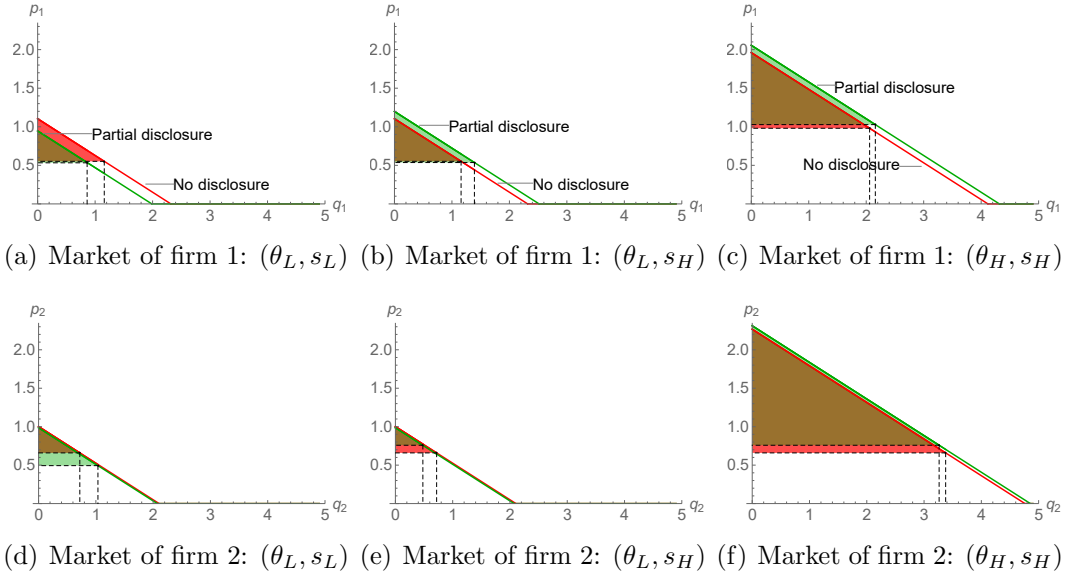 p1
2.0
1.5
1.0
0.5
0
1
2
3
4
5
q1
Partial disclosure
No disclosure
(a) Market of firm 1: (θL, sL)
p1
2.0
1.5
1.0
0.5
0
1
2
3
4
5
q1
Partial disclosure
No disclosure
(b) Market of firm 1: (θL, sH)
p1
2.0
1.5
1.0
0.5
0
1
2
3
4
5
q1
Partial disclosure
No disclosure
(c) Market of firm 1: (θH, sH)
p2
2.0
1.5
1.0
0.5
0
1
2
3
4
5
q2
(d) Market of firm 2: (θL, sL)
p2
2.0
1.5
1.0
0.5
0
1
2
3
4
5
q2
(e) Market of firm 2: (θL, sH)
p2
2.0
1.5
1.0
0.5
0
1
2
3
4
5
q2
(f) Market of firm 2: (θH, sH)